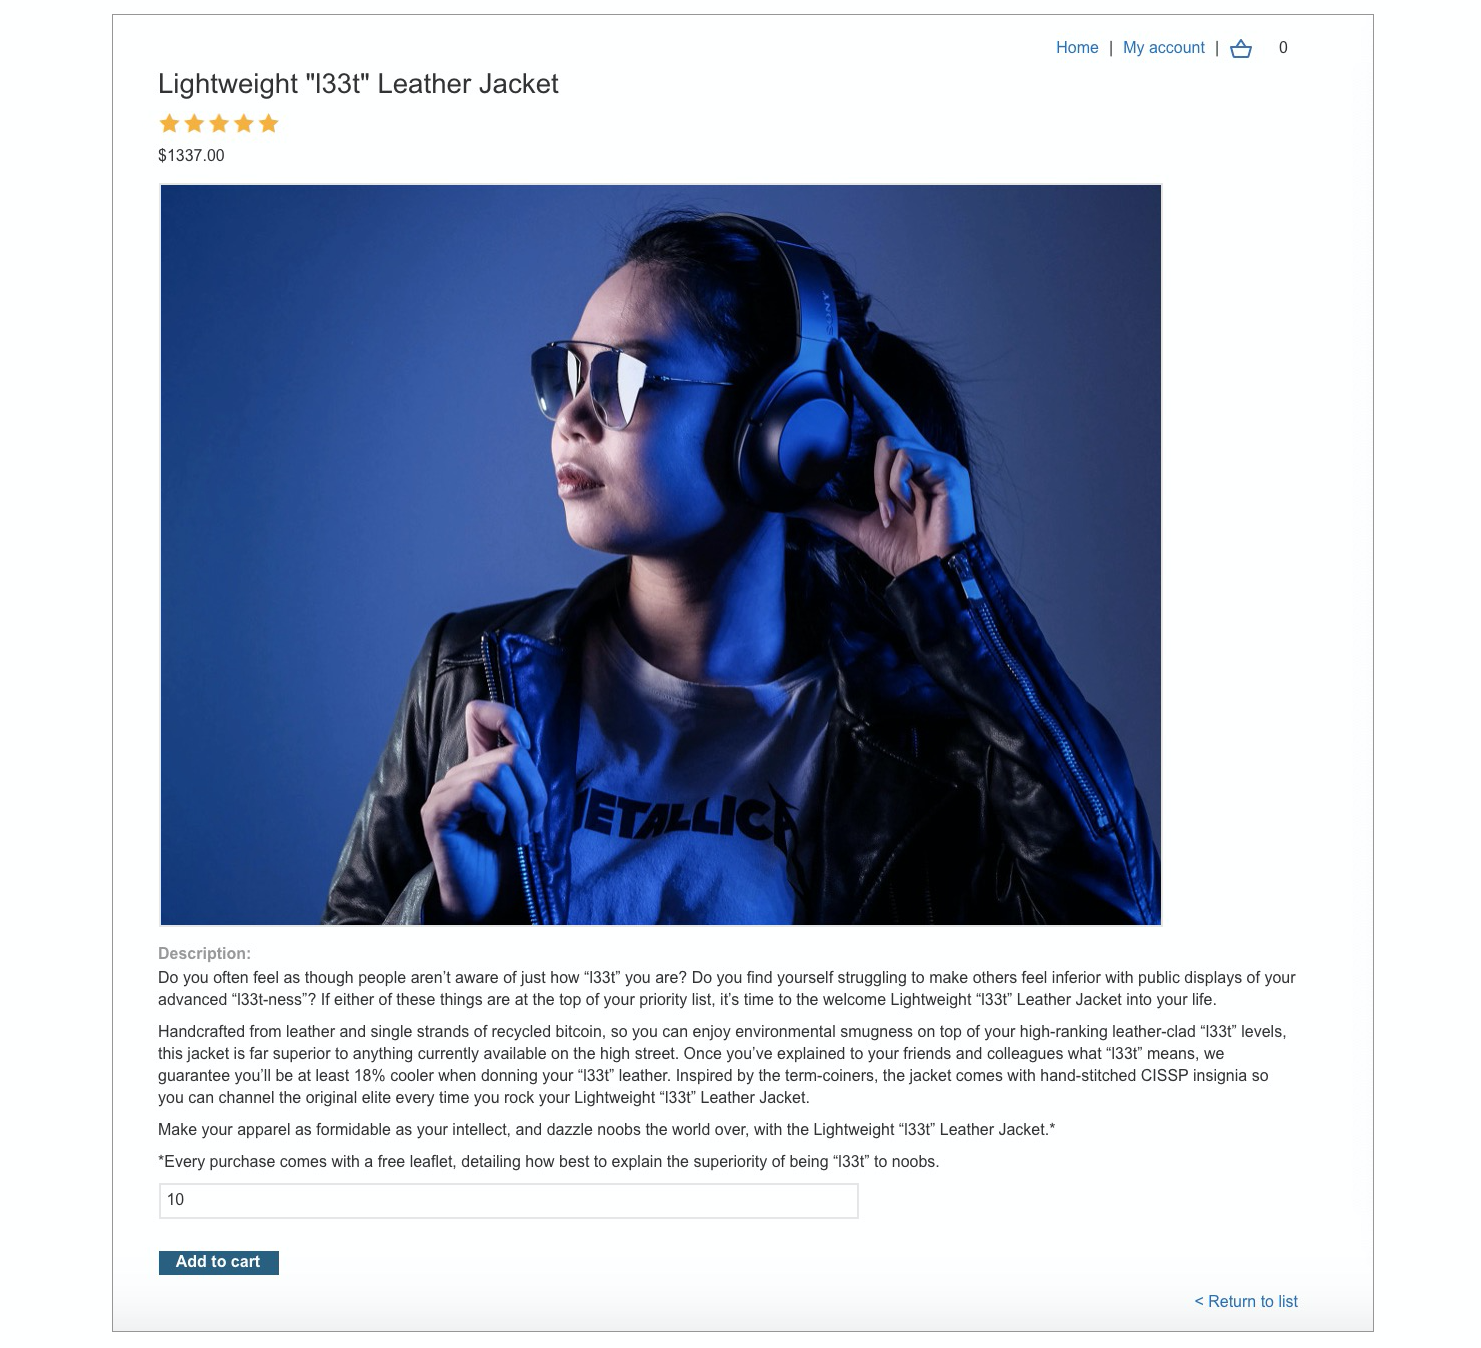 Home | My account | 0
Lightweight "l33t" Leather Jacket
$1337.00
SONY
METALLICA
Description:
Do you often feel as though people aren’t aware of just how “l33t” you are? Do you find yourself struggling to make others feel inferior with public displays of your
advanced “l33t-ness”? If either of these things are at the top of your priority list, it’s time to the welcome Lightweight “l33t” Leather Jacket into your life.
Handcrafted from leather and single strands of recycled bitcoin, so you can enjoy environmental smugness on top of your high-ranking leather-clad “l33t” levels,
this jacket is far superior to anything currently available on the high street. Once you’ve explained to your friends and colleagues what “l33t” means, we
guarantee you’ll be at least 18% cooler when donning your “l33t” leather. Inspired by the term-coiners, the jacket comes with hand-stitched CISSP insignia so
you can channel the original elite every time you rock your Lightweight “l33t” Leather Jacket.
Make your apparel as formidable as your intellect, and dazzle noobs the world over, with the Lightweight “l33t” Leather Jacket.*
*Every purchase comes with a free leaflet, detailing how best to explain the superiority of being “l33t” to noobs.
10
Add to cart
< Return to list